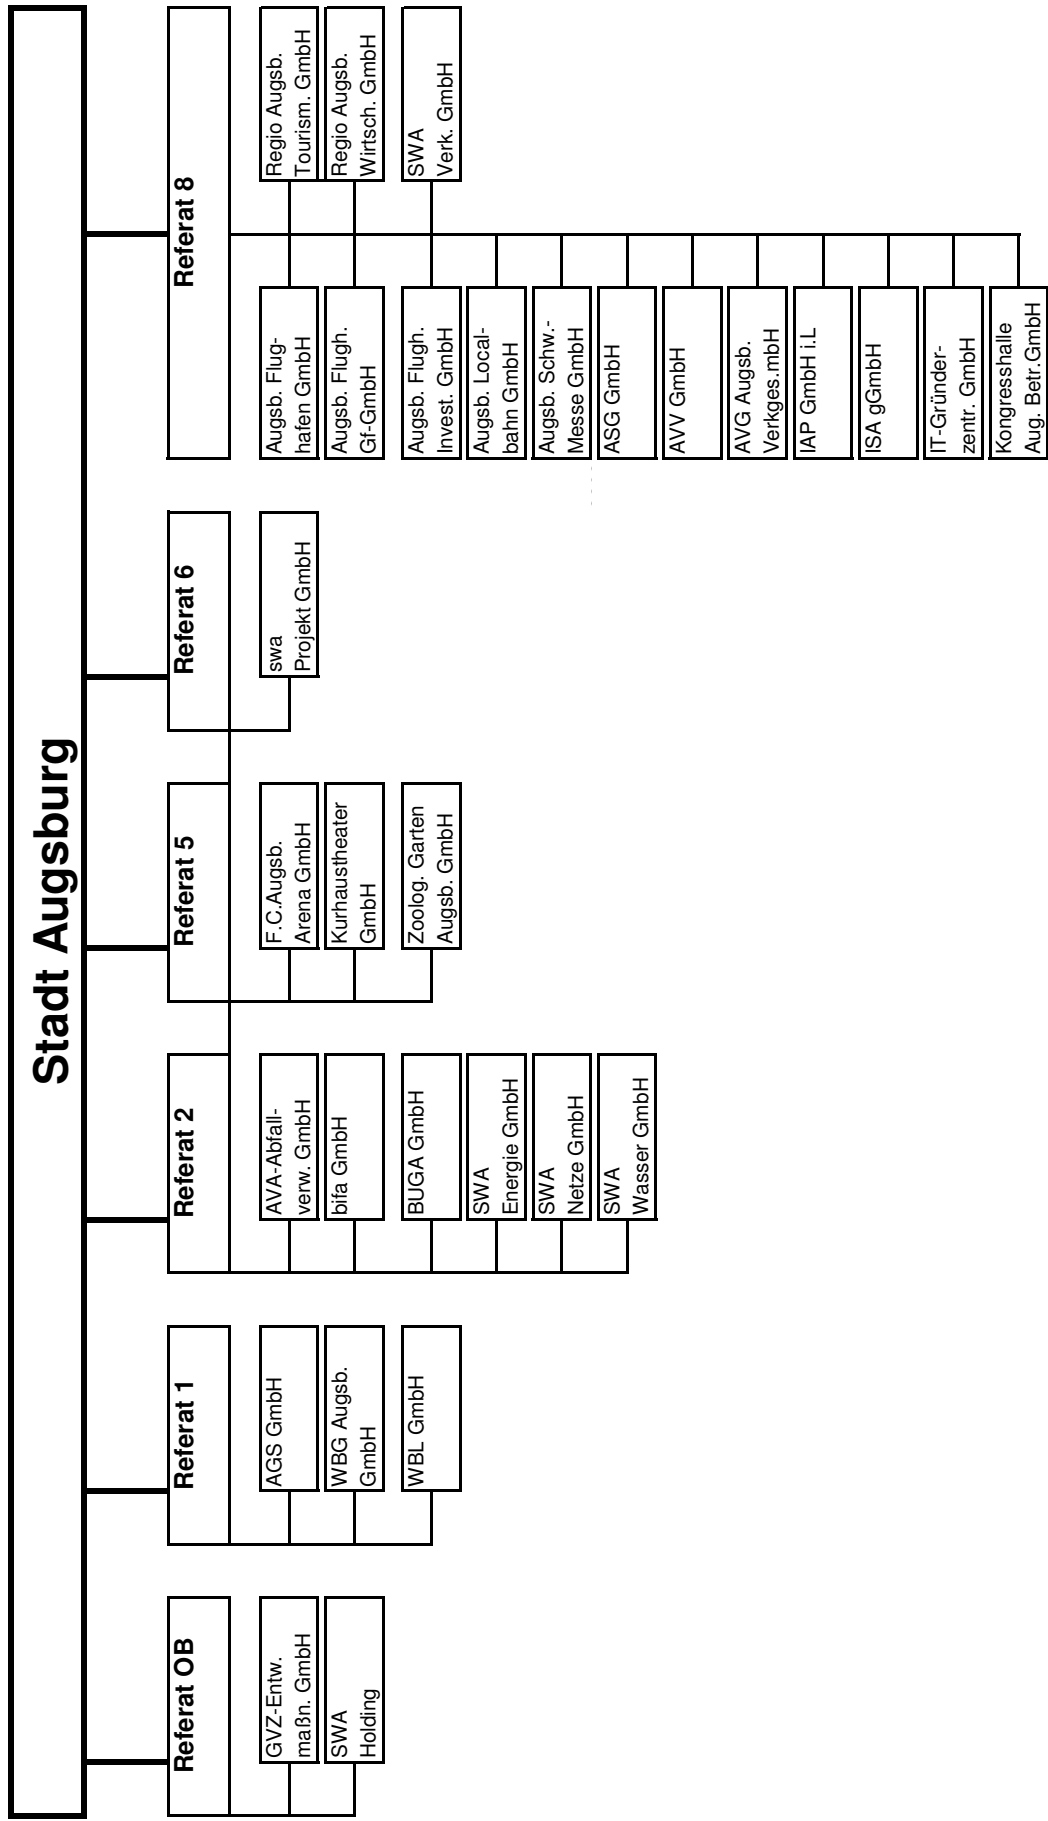 Stadt Augsburg
Referat OB
GVZ-Entw.
maßn. GmbH
SWA
Holding
Referat 1
AGS GmbH
WBG Augsb.
GmbH
WBL GmbH
Referat 2
AVA-Abfall-
verw. GmbH
bifa GmbH
BUGA GmbH
SWA
Energie GmbH
SWA
Netze GmbH
SWA
Wasser GmbH
Referat 5
F.C.Augsb.
Arena GmbH
Kurhaustheater
GmbH
Zoolog. Garten
Augsb. GmbH
Referat 6
swa
Projekt GmbH
Referat 8
Augsb. Flug-
hafen GmbH
Augsb. Flugh.
Gf-GmbH
Augsb. Flugh.
Invest. GmbH
Augsb. Local-
bahn GmbH
Augsb. Schw.-
Messe GmbH
ASG GmbH
AVV GmbH
AVG Augsb.
Verkges.mbH
IAP GmbH i.L
ISA gGmbH
IT-Gründer-
zentr. GmbH
Kongresshalle
Aug. Betr.GmbH
Regio Augsb.
Tourism. GmbH
Regio Augsb.
Wirtsch. GmbH
SWA
Verk. GmbH